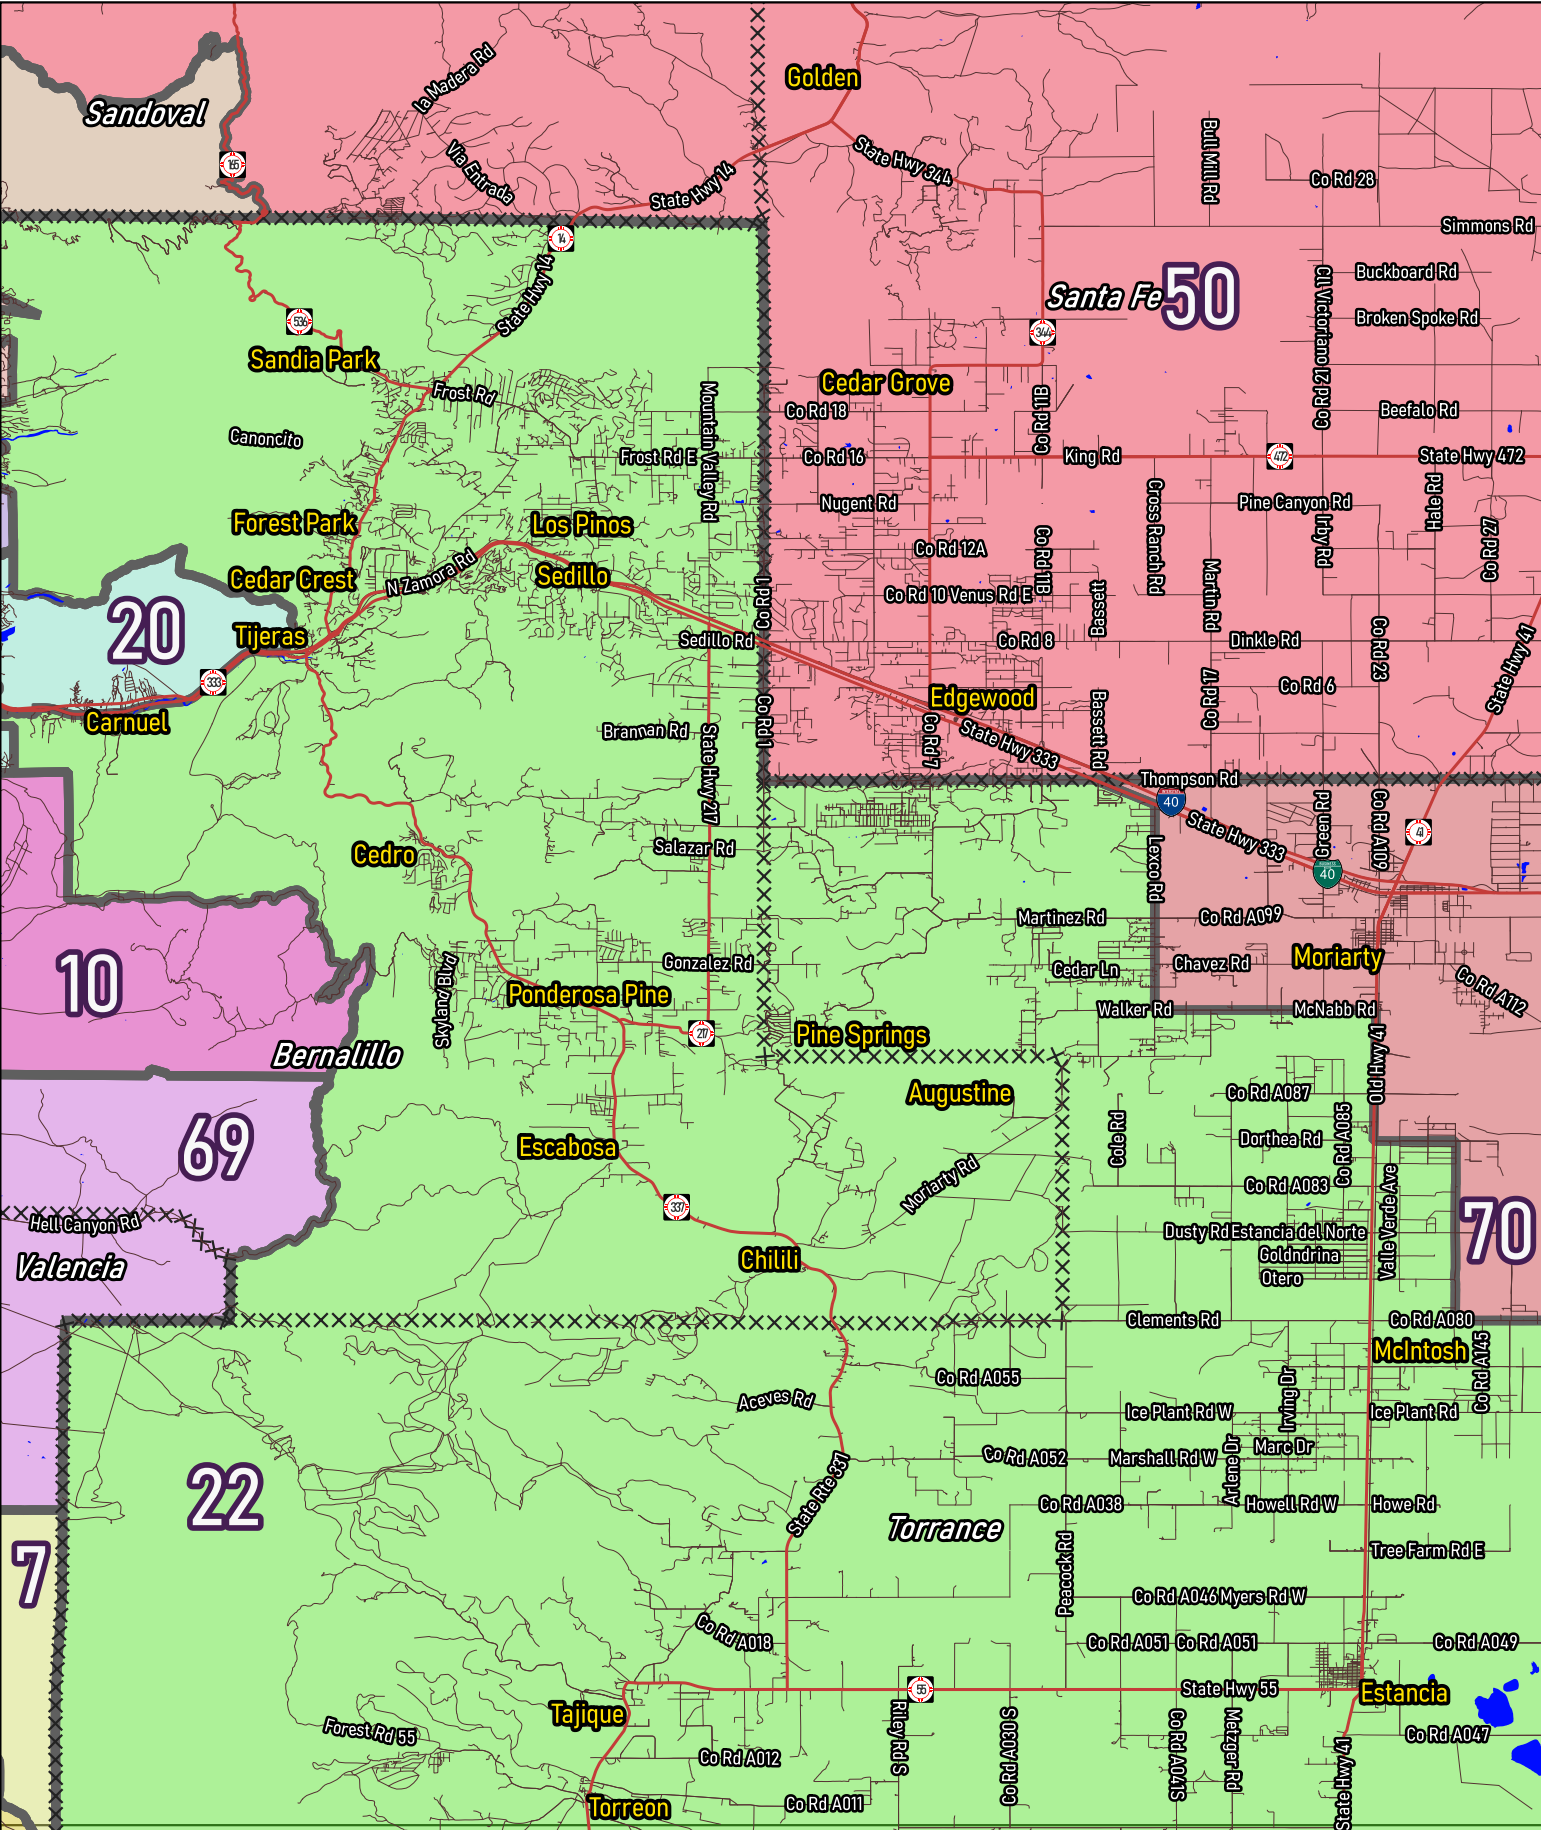 la Madera Rd
Golden
Sandoval
Via Entrada
State Hwy 344
Bull Mill Rd
165
Co Rd 28
State Hwy 14
Simmons Rd
14
State Hwy 14
Buckboard Rd
Santa Fe
50
Broken Spoke Rd
536
344
CL Victoriano
Co Rd 21
Sandia Park
Cedar Grove
Frost Rd
Mountain Valley Rd
Co Rd 18
Co Rd 11B
Beefalo Rd
Canoncito
Frost Rd E
Co Rd 16
King Rd
472
State Hwy 472
Nugent Rd
Cross Ranch Rd
Pine Canyon Rd
Hale Rd
Forest Park
Los Pinos
Irby Rd
Co Rd 27
Co Rd 12A
Co Rd 11B
N Zamora Rd
Cedar Crest
Sedillo
Co Rd 1
Co Rd 10
Venus Rd E
Bassett
Martin Rd
20
Tijeras
Sedillo Rd
Co Rd 8
Dinkle Rd
Co Rd 23
State Hwy 41
333
Co Rd 6
Edgewood
Co Rd 17
Carnuel
Brannan Rd
State Hwy 217
Co Rd 1
Co Rd 7
State Hwy 333
Bassett Rd
Thompson Rd
40
State Hwy 333
Green Rd
Co Rd A109
41
Salazar Rd
Cedro
Loxo Rd
40
Martinez Rd
Co Rd A099
Gonzalez Rd
Cedar Ln
Chavez Rd
Moriarty
10
Skyland Blvd
Ponderosa Pine
Co Rd A112
Walker Rd
McNabb Rd
217
Pine Springs
Bernalillo
Old Hwy 41
Augustine
Co Rd A087
Cole Rd
Co Rd A085
69
Escabosa
Dorthea Rd
Moriarty Rd
Co Rd A083
Valle Verde Ave
337
Hell Canyon Rd
Dusty Rd
Estancia del Norte
70
Valencia
Chilili
Goldndrina
Otero
Clements Rd
Co Rd A080
McIntosh
Co Rd A145
Co Rd A055
Irving Dr
Aceves Rd
Ice Plant Rd W
Ice Plant Rd
Marc Dr
Co Rd A052
Marshall Rd W
Arlene Dr
22
State Rte 331
Co Rd A038
Howell Rd W
Howe Rd
Torrance
7
Peacock Rd
Tree Farm Rd E
Co Rd A046
Myers Rd W
Co Rd A018
Co Rd A051
Co Rd A051
Co Rd A049
55
State Hwy 55
Estancia
Tajique
Forest Rd 55
Riley Rd S
S 030 Co Rd A
Co Rd A043
Metzger Rd
State Hwy 41
Co Rd A047
Co Rd A012
Co Rd A011
Torreon